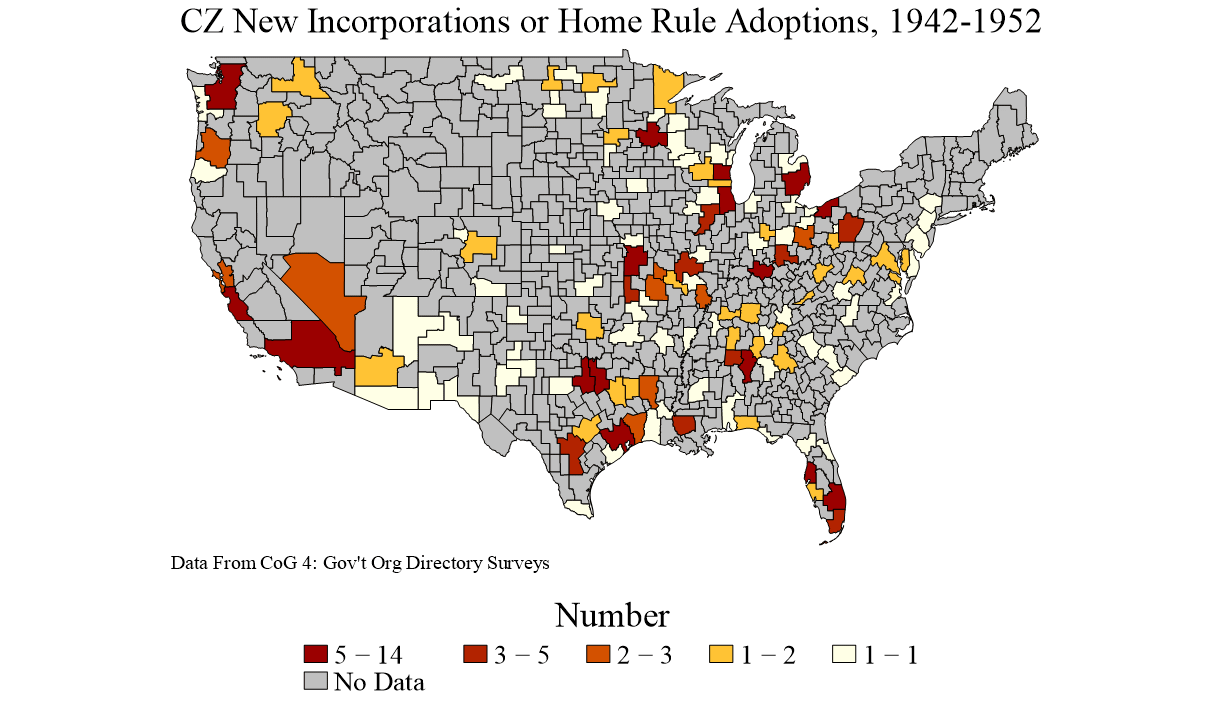 CZ New Incorporations or Home Rule Adoptions, 1942-1952
Data From CoG 4: Gov't Org Directory Surveys
Number
5 − 14 3 − 5 2 − 3 1 − 2 1 − 1
No Data